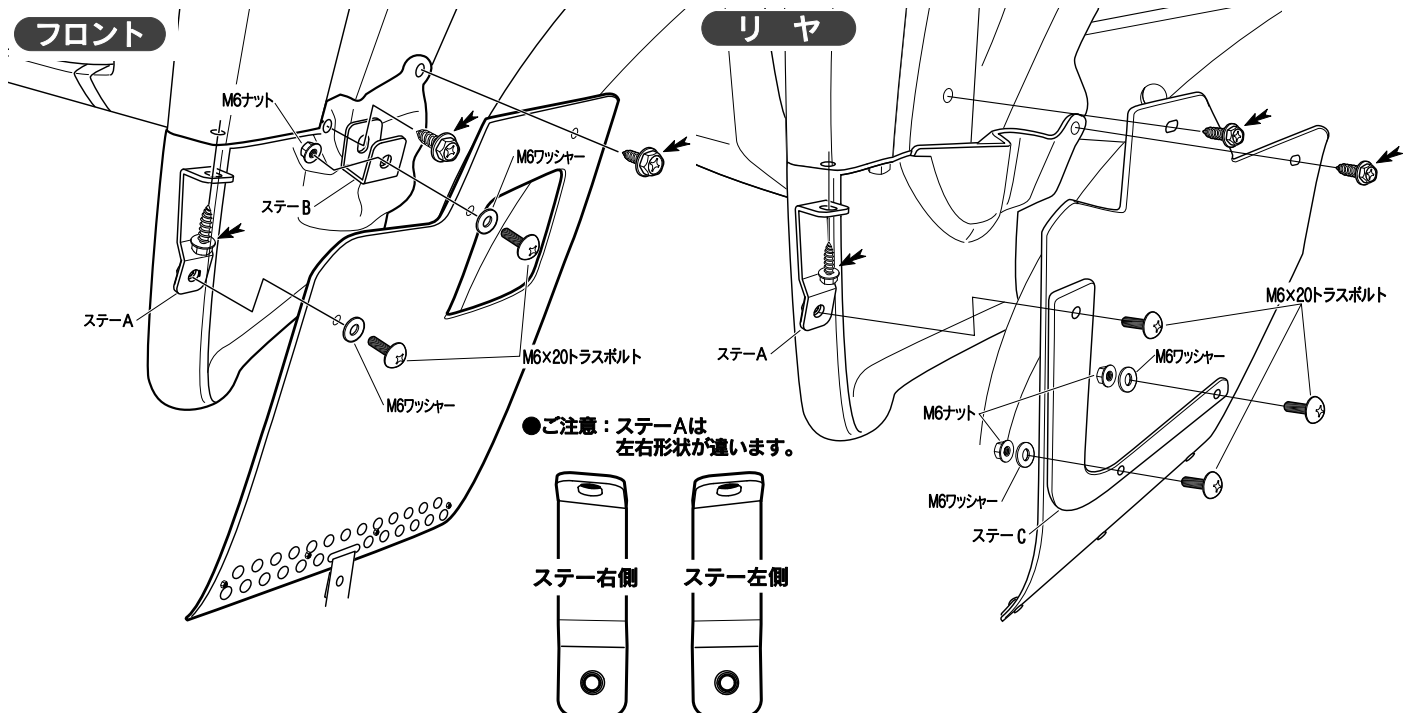 フロント
M6ナット
M6ワッシャー
ステーB
ステーA
M6×20トラスボルト
M6ワッシャー
●ご注意：ステーAは
左右形状が違います。
ステー右側
ステー左側
リヤ
M6×20トラスボルト
ステーA
M6ワッシャー
M6ナット
M6ワッシャー
ステーC